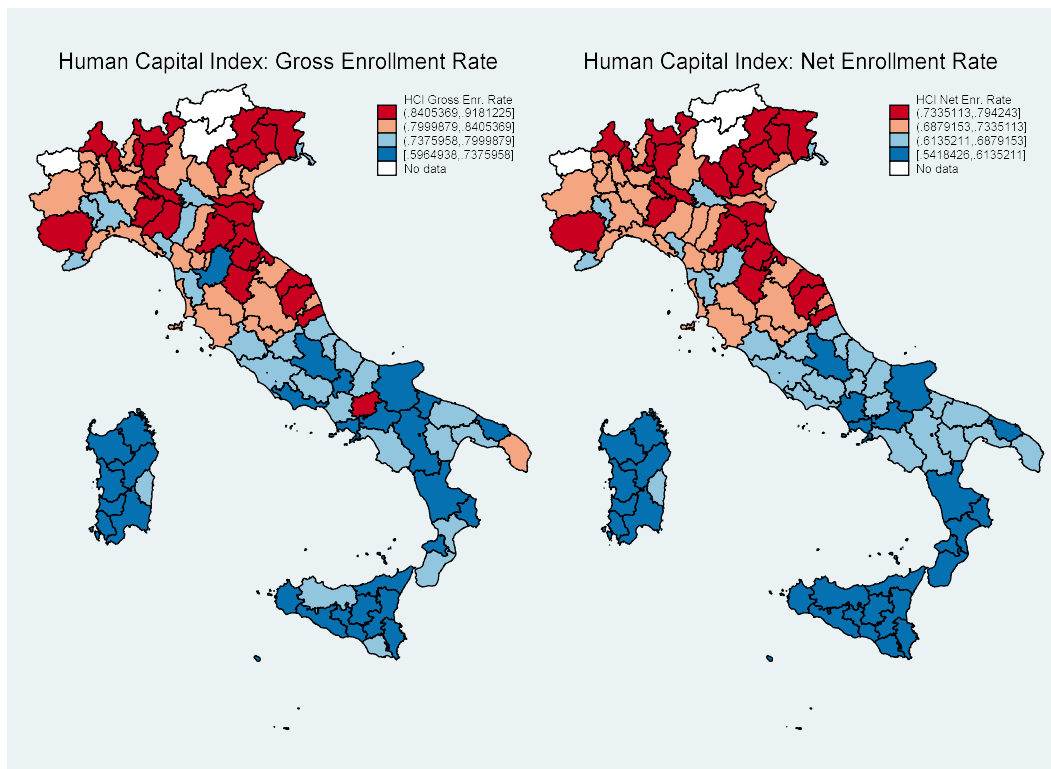 Human Capital Index: Gross Enrollment Rate
HCI Gross Enr. Rate
(.8405369,.9181225]
(.7999879,.8405369]
(.7375958,.7999879]
[.5964938,.7375958]
No data
Human Capital Index: Net Enrollment Rate
HCI Net Enr. Rate
(.7335113,.794243]
(.6879153,.7335113]
(.6135211,.6879153]
[.5418426,.6135211]
No data